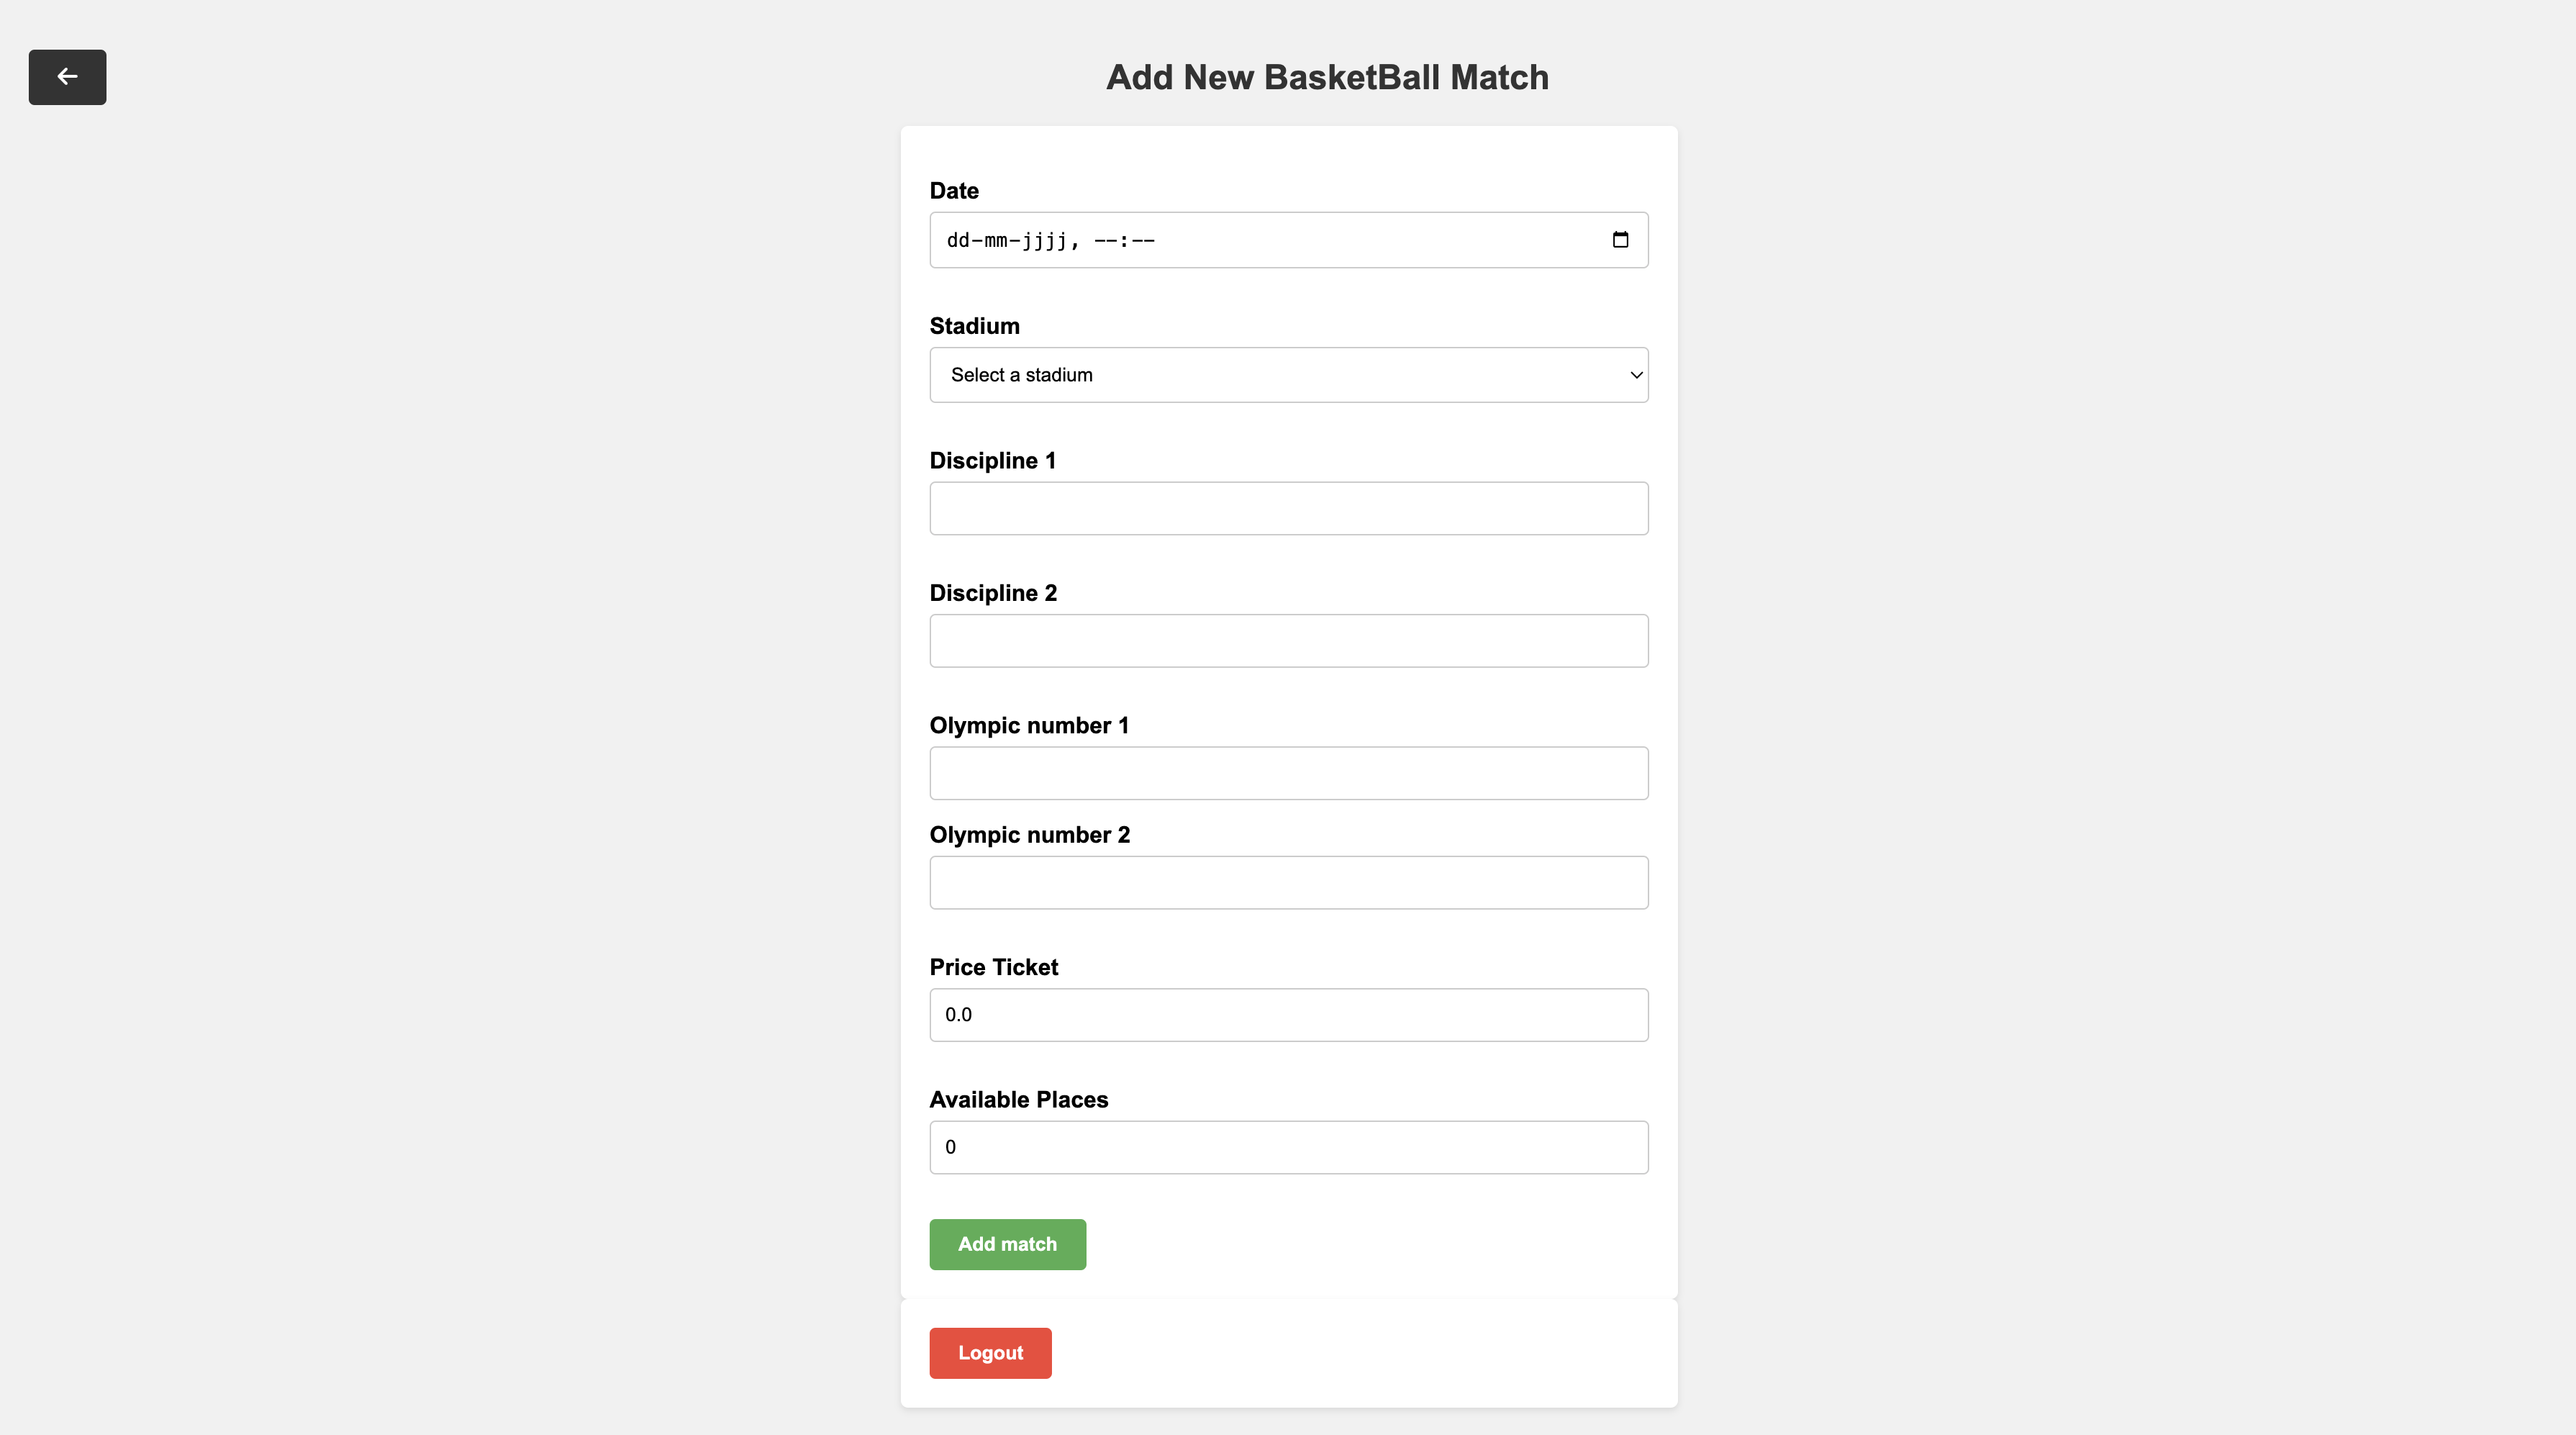 Add New BasketBall Match
Date
dd-mm-jjjj, --:--
Stadium
Select a stadium
Discipline 1
Discipline 2
Olympic number 1
Olympic number 2
Price Ticket
0.0
Available Places
0
Add match
Logout